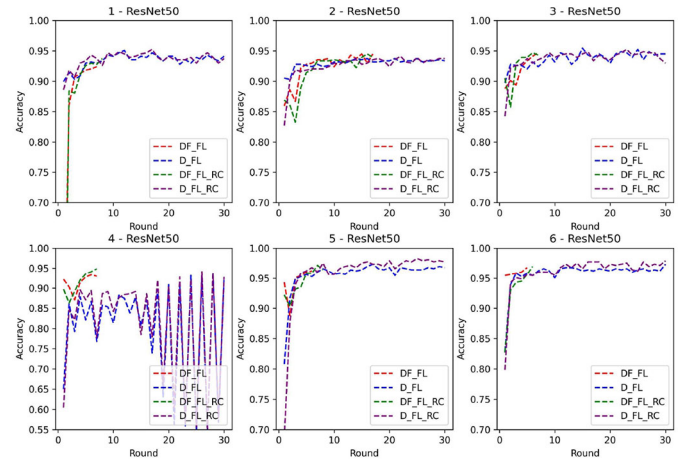 1 - ResNet50
1.00
0.95
0.90
0.85
0.80
0.75
0.70
Accuracy
0
10
20
30
Round
DF_FL
D_FL
DF_FL_RC
D_FL_RC
2 - ResNet50
1.00
0.95
0.90
0.85
0.80
0.75
0.70
Accuracy
0
10
20
30
Round
DF_FL
D_FL
DF_FL_RC
D_FL_RC
3 - ResNet50
1.00
0.95
0.90
0.85
0.80
0.75
0.70
Accuracy
0
10
20
30
Round
DF_FL
D_FL
DF_FL_RC
D_FL_RC
4 - ResNet50
1.00
0.95
0.90
0.85
0.80
0.75
0.70
0.65
0.60
0.55
Accuracy
0
10
20
30
Round
DF_FL
D_FL
DF_FL_RC
D_FL_RC
5 - ResNet50
1.00
0.95
0.90
0.85
0.80
0.75
0.70
Accuracy
0
10
20
30
Round
DF_FL
D_FL
DF_FL_RC
D_FL_RC
6 - ResNet50
1.00
0.95
0.90
0.85
0.80
0.75
0.70
Accuracy
0
10
20
30
Round
DF_FL
D_FL
DF_FL_RC
D_FL_RC